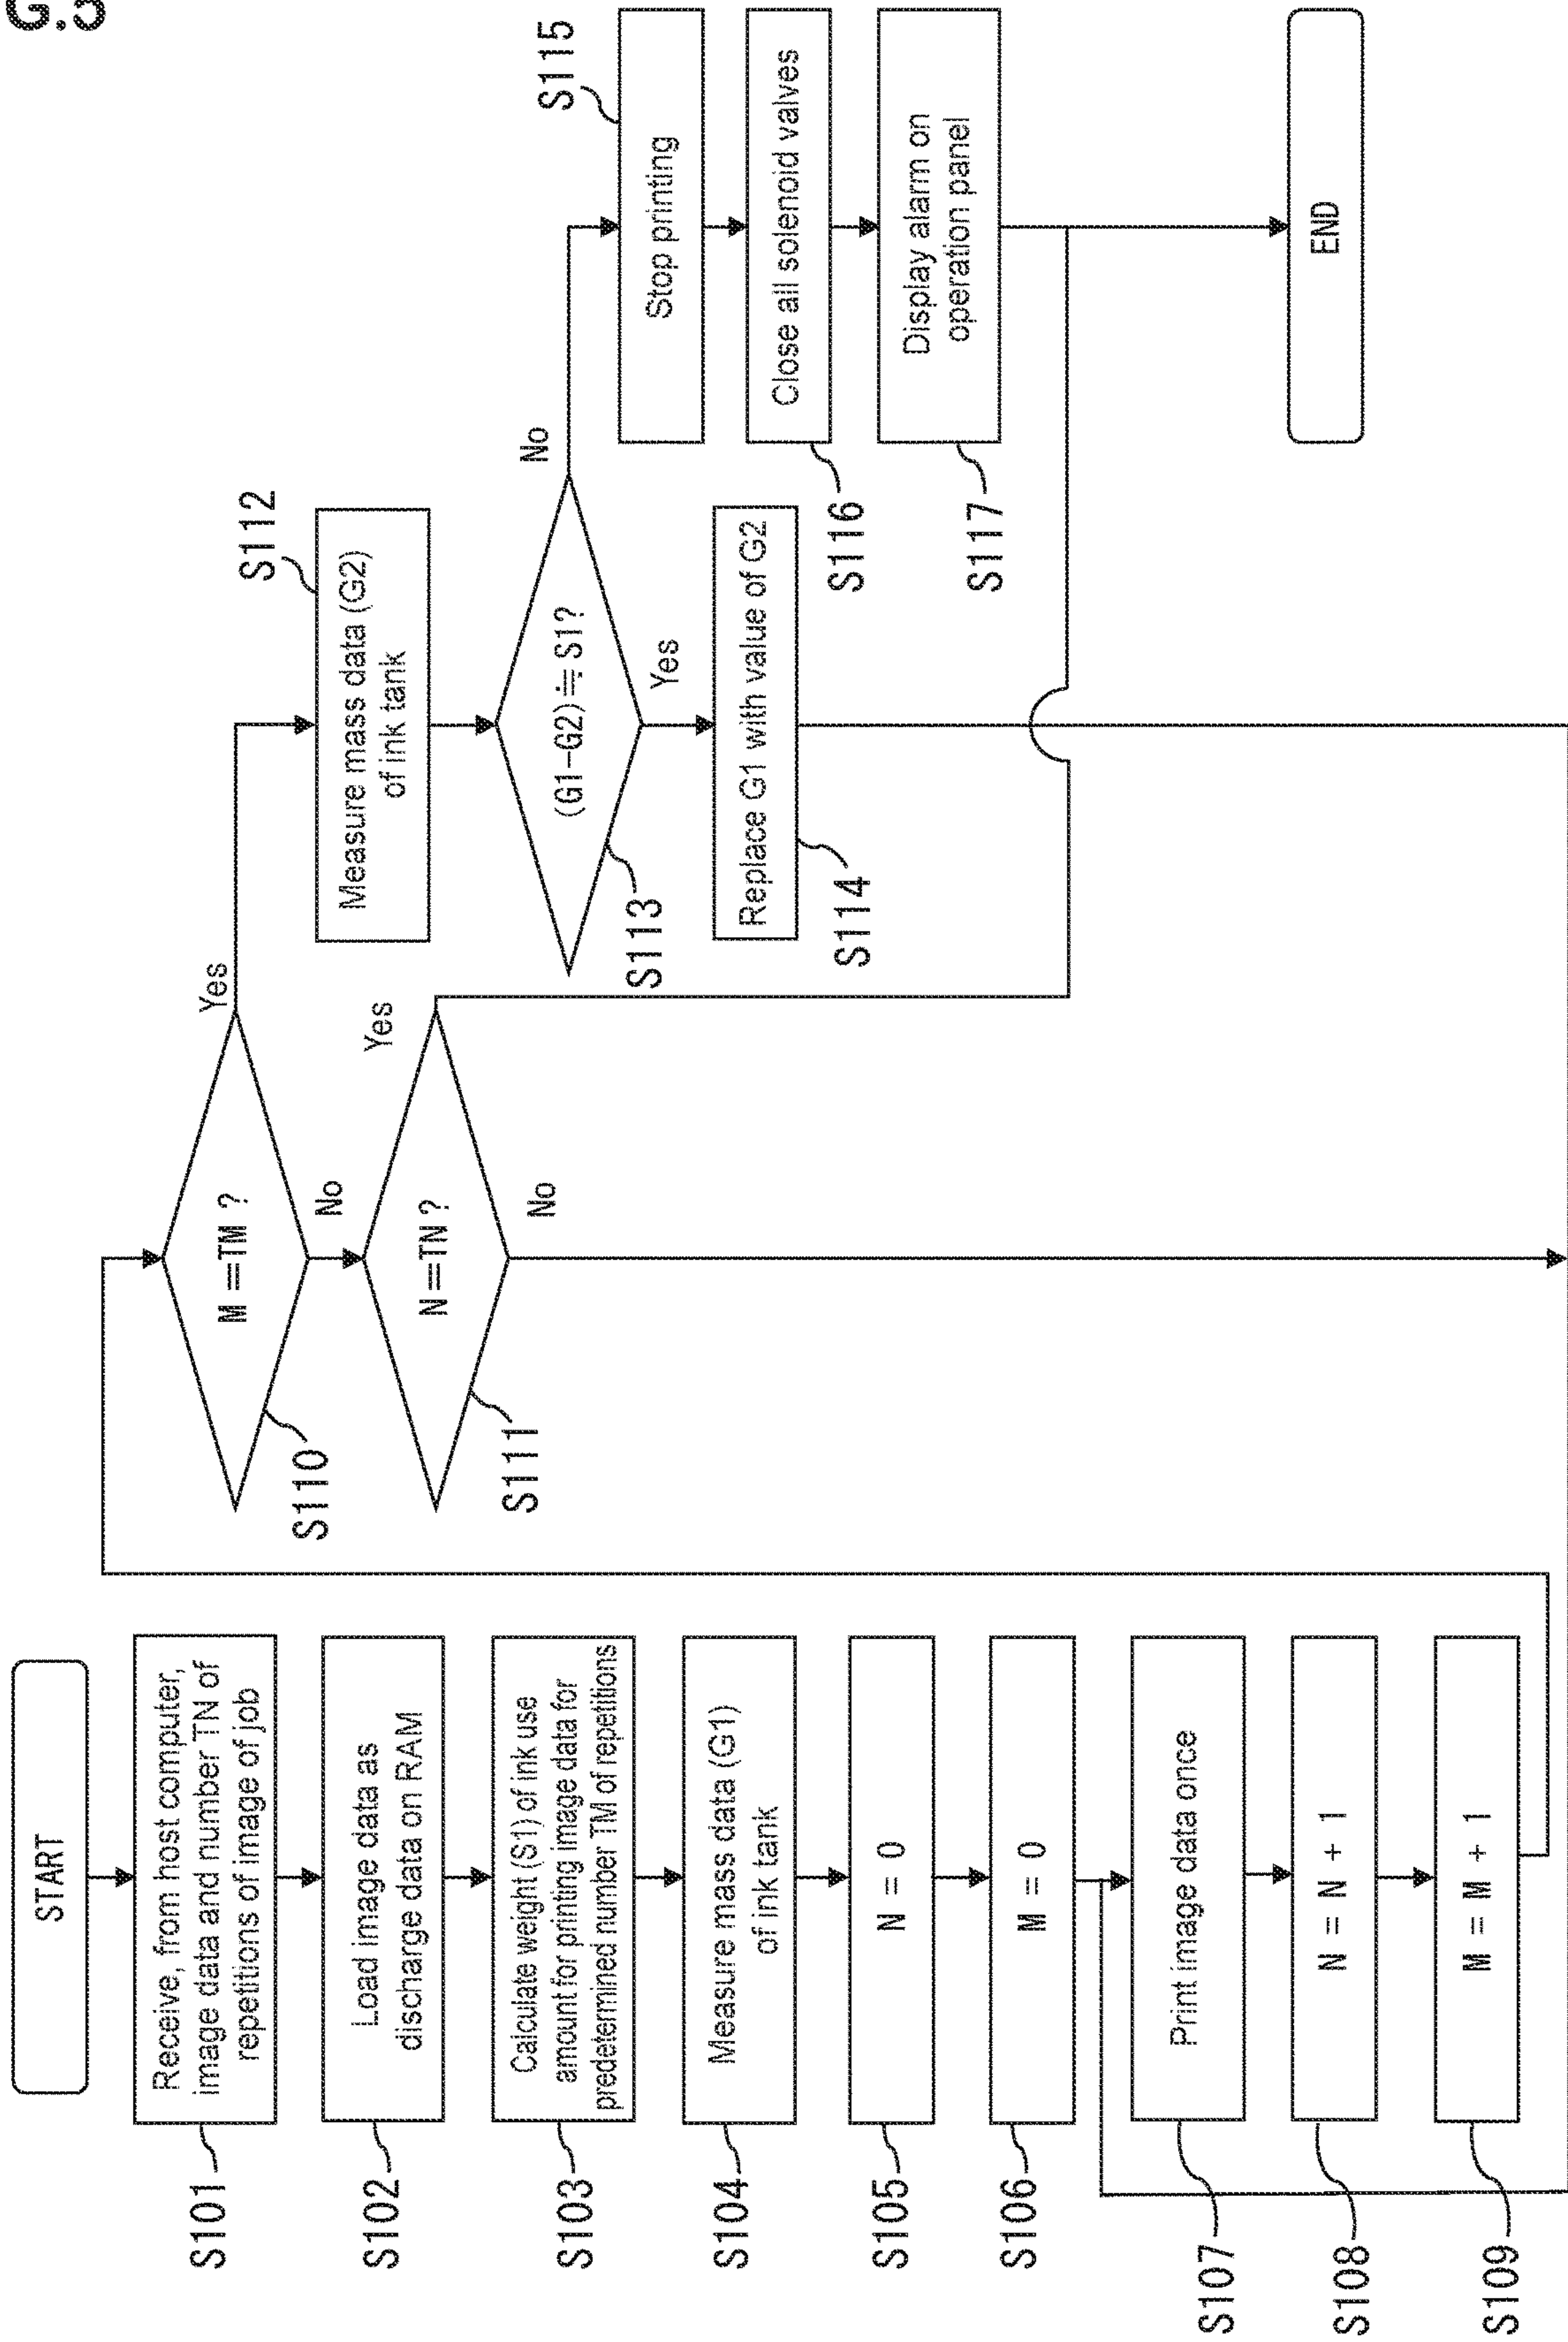 G.5
START
S101
Receive, from host computer,
image data and number TN of
repetitions of image of job
S102
Load image data as
discharge data on RAM
S103
Calculate weight (S1) of ink use
amount for printing image data for
predetermined number TM of repetitions
S104
Measure mass data (G1)
of ink tank
S105
N = 0
S106
M = 0
S107
Print image data once
S108
N = N + 1
S109
M = M + 1
S110
M =TM ?
Yes
No
S111
N =TN ?
Yes
No
S112
Measure mass data (G2)
of ink tank
S113
(G1-G2)≒S1?
No
Yes
S114
Replace G1 with value of G2
S115
Stop printing
S116
Close all solenoid valves
S117
Display alarm on
operation panel
END